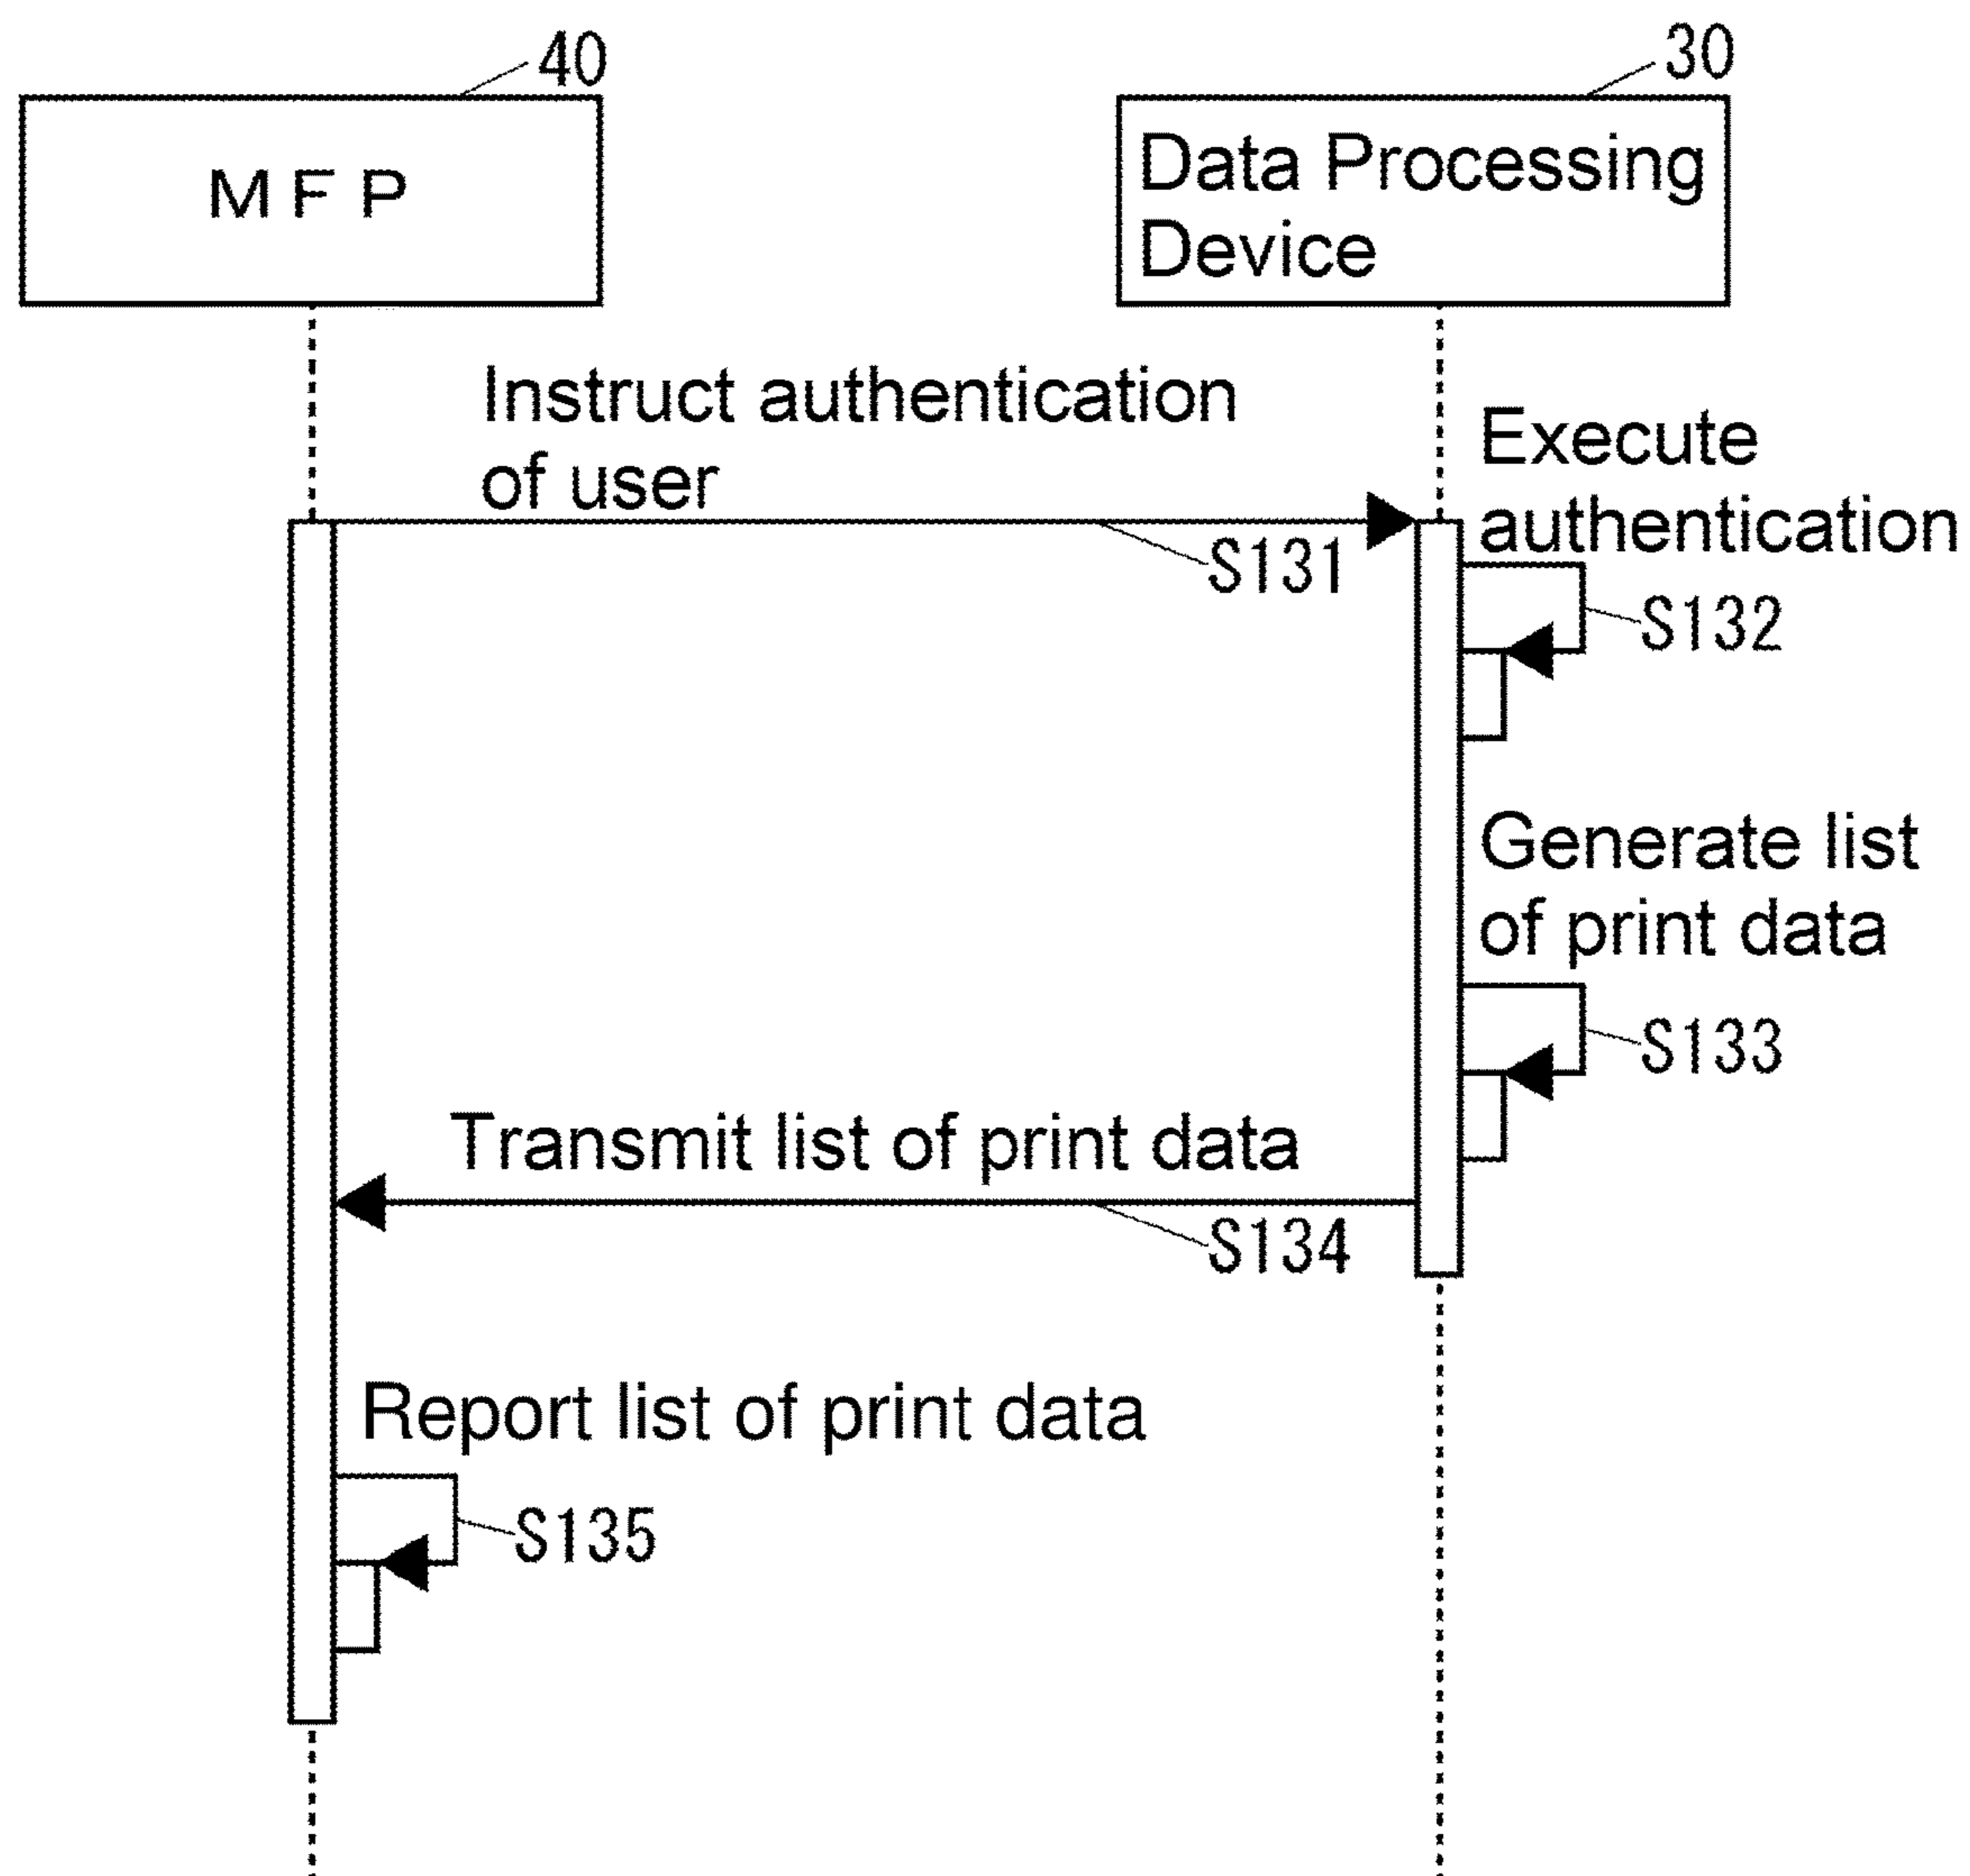 40
30
M F P
Data Processing
Device
Instruct authentication
of user
Execute
authentication
S131
S132
Generate list
of print data
S133
Transmit list of print data
S134
Report list of print data
S135